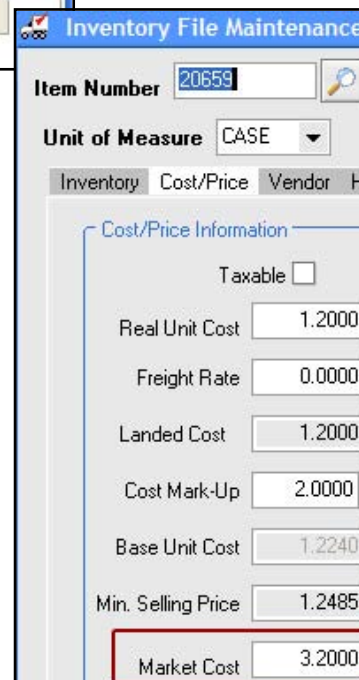 Inventory File Maintenance
Item Number 20659
Unit of Measure CASE
Inventory Cost/Price Vendor
Cost/Price Information
Taxable
Real Unit Cost 1.2000
Freight Rate 0.0000
Landed Cost 1.2000
Cost Mark-Up 2.0000
Base Unit Cost 1.2240
Min. Selling Price 1.2485
Market Cost 3.2000